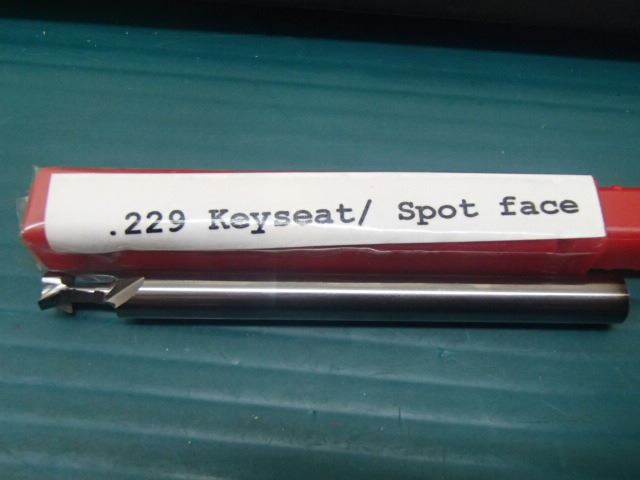 .229 Keyseat/ Spot face